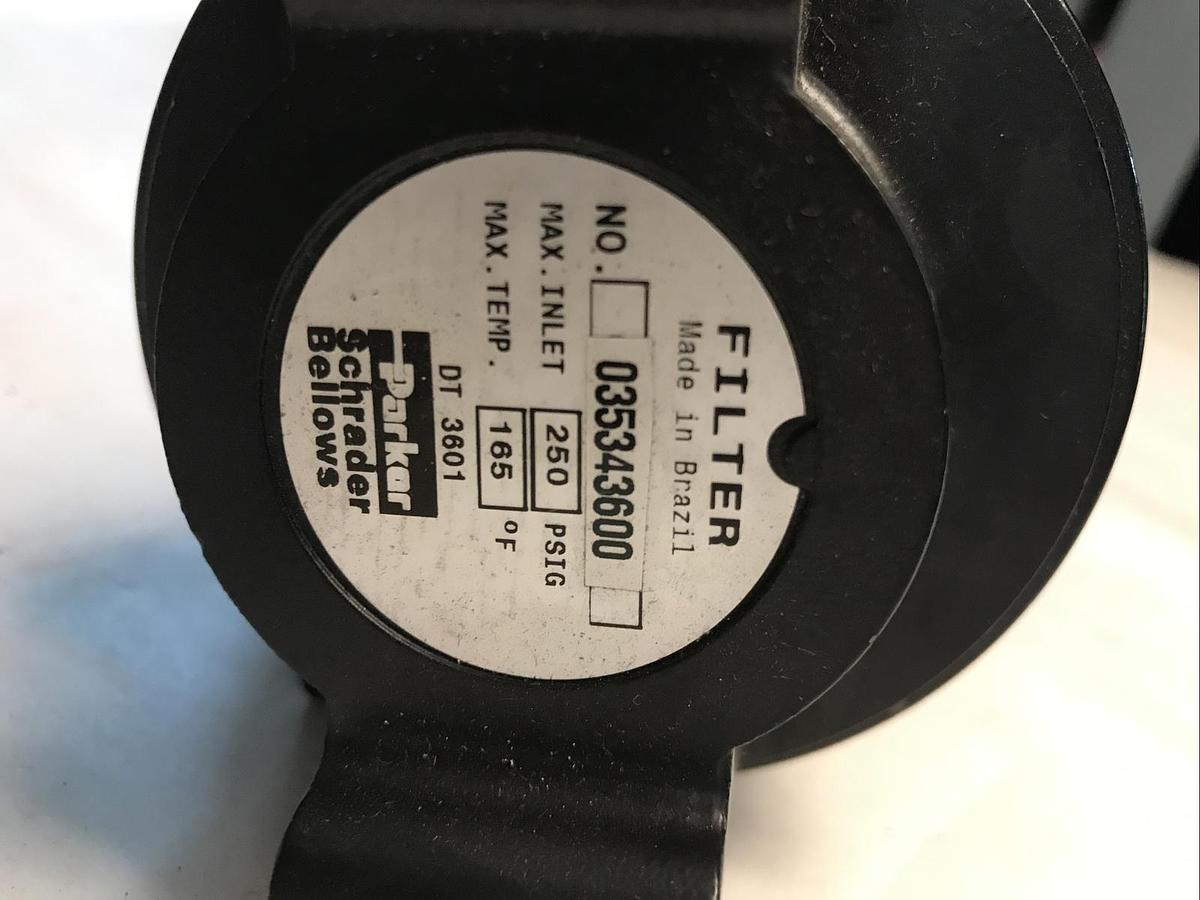 FILTER
Made in Brazil
NO. 035343600
MAX.INLET 250 PSIG
MAX.TEMP. 165 °F
DT 3601
Parker
Schrader
Bellows